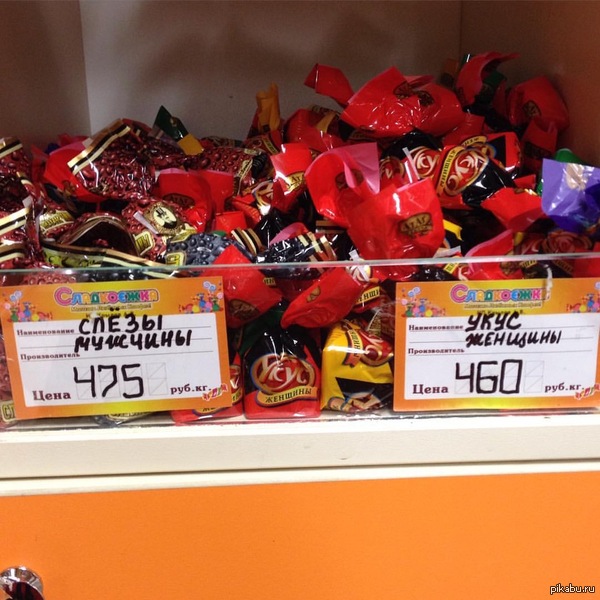 Сладкоежка
Наименование СЛЕЗЫ
МУЖЧИНЫ
Производитель
Цена 475 руб.кг.
Сладкоежка
Наименование УКУС
ЖЕНЩИНЫ
Производитель
Цена 460 руб.кг.
Укус
ЖЕНЩИНЫ
pikabu.ru